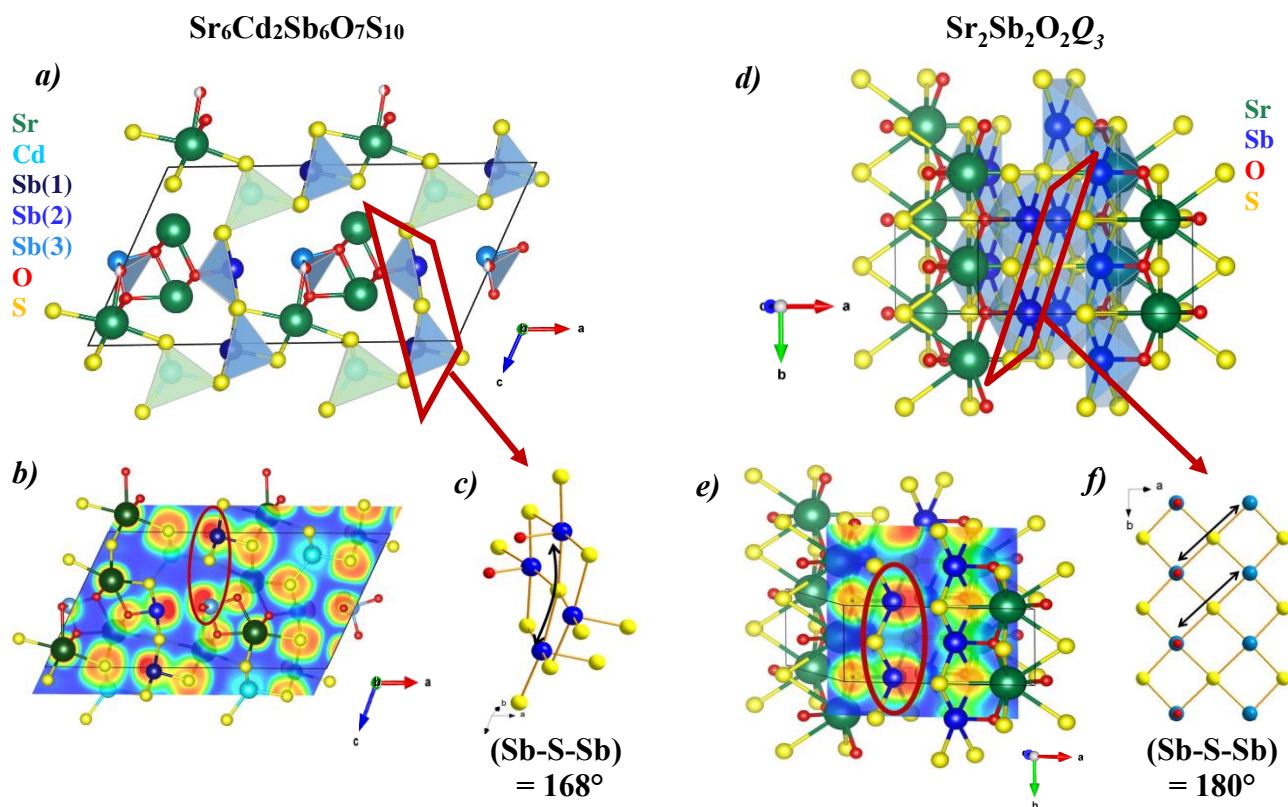 Sr₆Cd₂Sb₆O₇S₁₀
Sr₂Sb₂O₂Q₃
a)
d)
Sr
Cd
Sb(1)
Sb(2)
Sb(3)
O
S
Sr
Sb
O
S
b
a
c
a
b
b)
c)
e)
f)
a
b
b
a
c
b
a
a
b
(Sb-S-Sb)
= 168°
(Sb-S-Sb)
= 180°